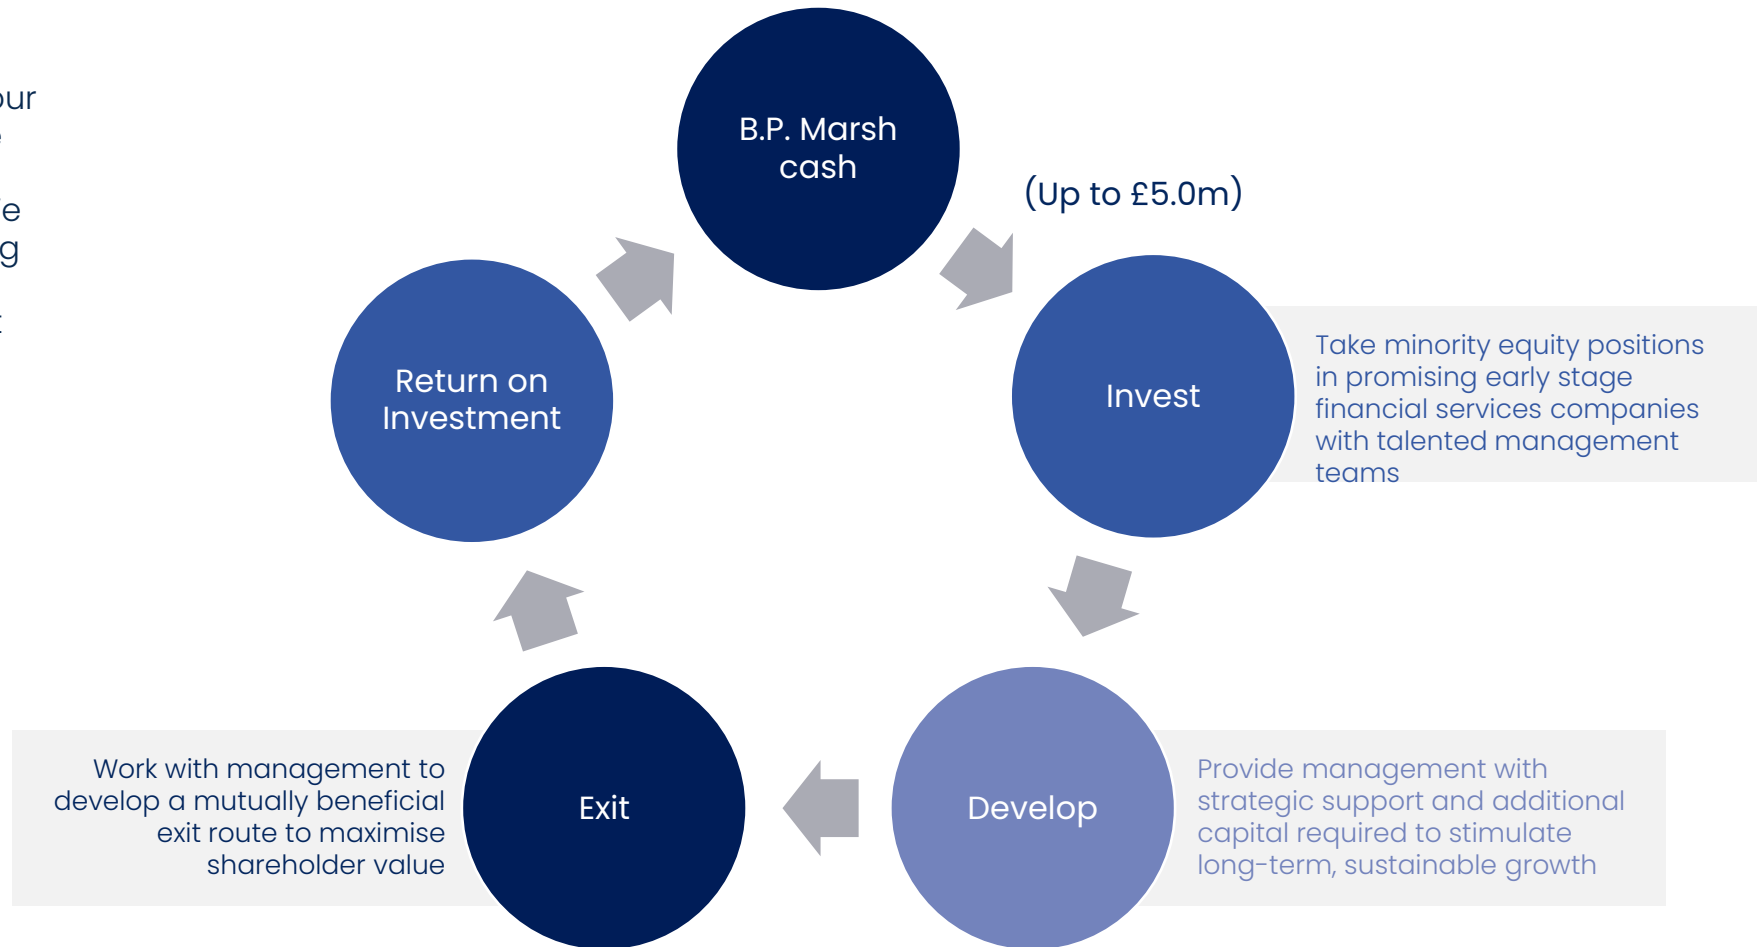 B.P. Marsh
cash
(Up to £5.0m)
Return on
Investment
Invest
Take minority equity positions
in promising early stage
financial services companies
with talented management
teams
Work with management to
develop a mutually beneficial
exit route to maximise
shareholder value
Exit
Develop
Provide management with
strategic support and additional
capital required to stimulate
long-term, sustainable growth